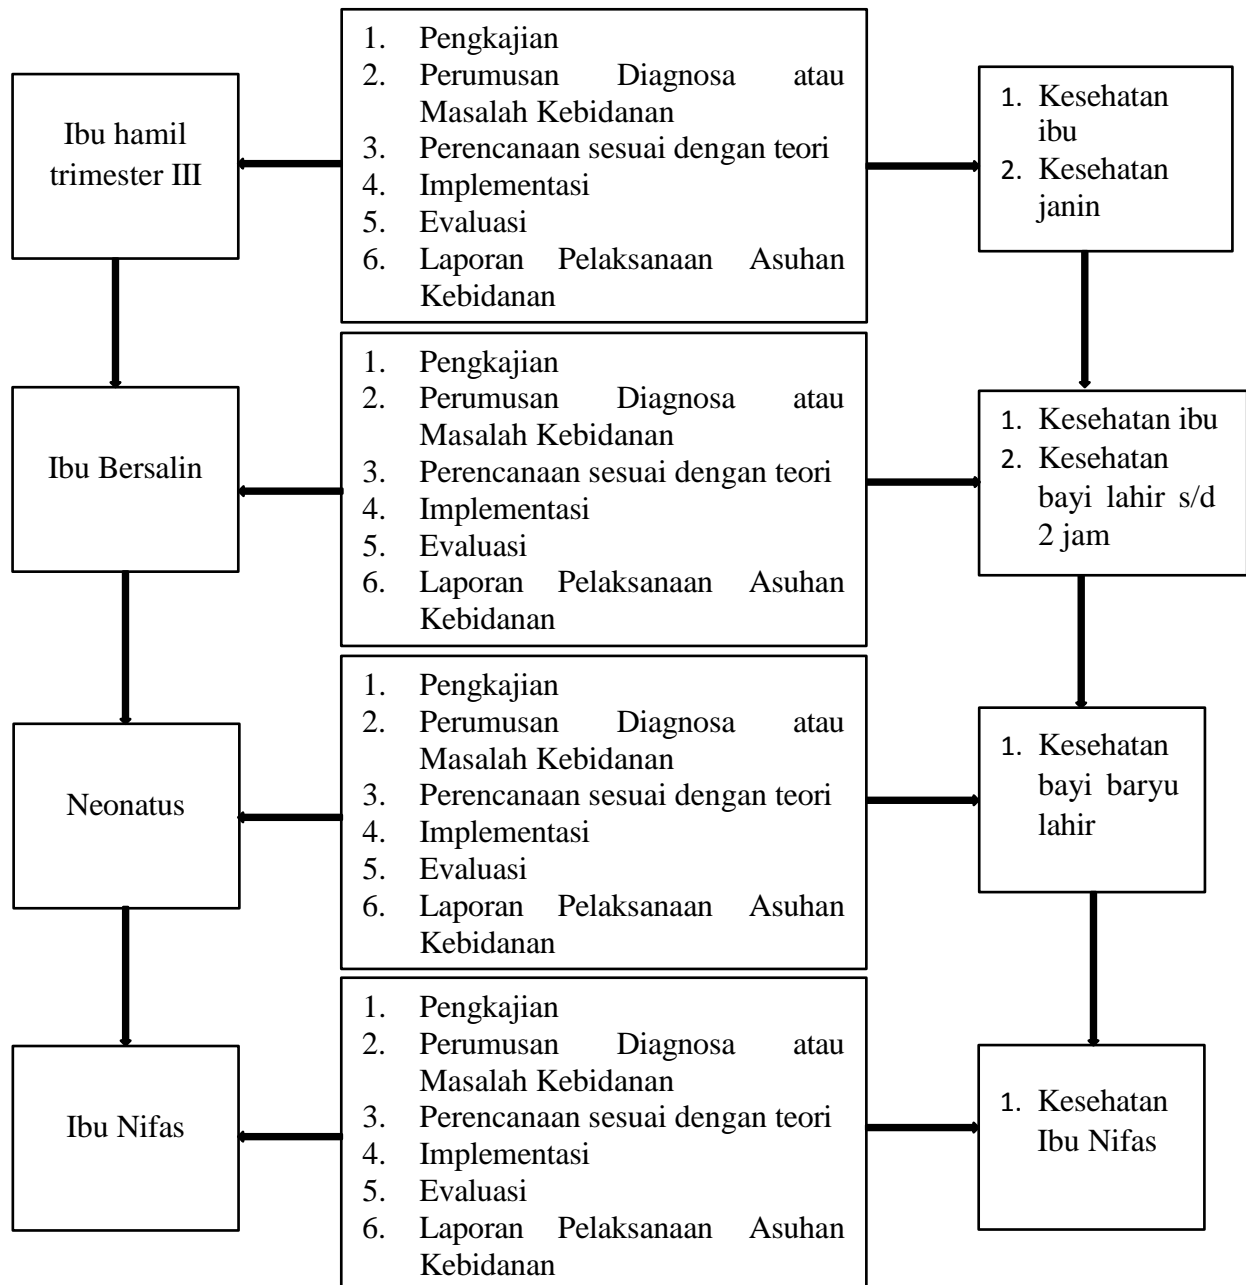 Ibu hamil
trimester III
1. Pengkajian
2. Perumusan Diagnosa atau
Masalah Kebidanan
3. Perencanaan sesuai dengan teori
4. Implementasi
5. Evaluasi
6. Laporan Pelaksanaan Asuhan
Kebidanan
1. Kesehatan
ibu
2. Kesehatan
janin
Ibu Bersalin
1. Pengkajian
2. Perumusan Diagnosa atau
Masalah Kebidanan
3. Perencanaan sesuai dengan teori
4. Implementasi
5. Evaluasi
6. Laporan Pelaksanaan Asuhan
Kebidanan
1. Kesehatan ibu
2. Kesehatan
bayi lahir s/d
2 jam
Neonatus
1. Pengkajian
2. Perumusan Diagnosa atau
Masalah Kebidanan
3. Perencanaan sesuai dengan teori
4. Implementasi
5. Evaluasi
6. Laporan Pelaksanaan Asuhan
Kebidanan
1. Kesehatan
bayi baryu
lahir
Ibu Nifas
1. Pengkajian
2. Perumusan Diagnosa atau
Masalah Kebidanan
3. Perencanaan sesuai dengan teori
4. Implementasi
5. Evaluasi
6. Laporan Pelaksanaan Asuhan
Kebidanan
1. Kesehatan
Ibu Nifas